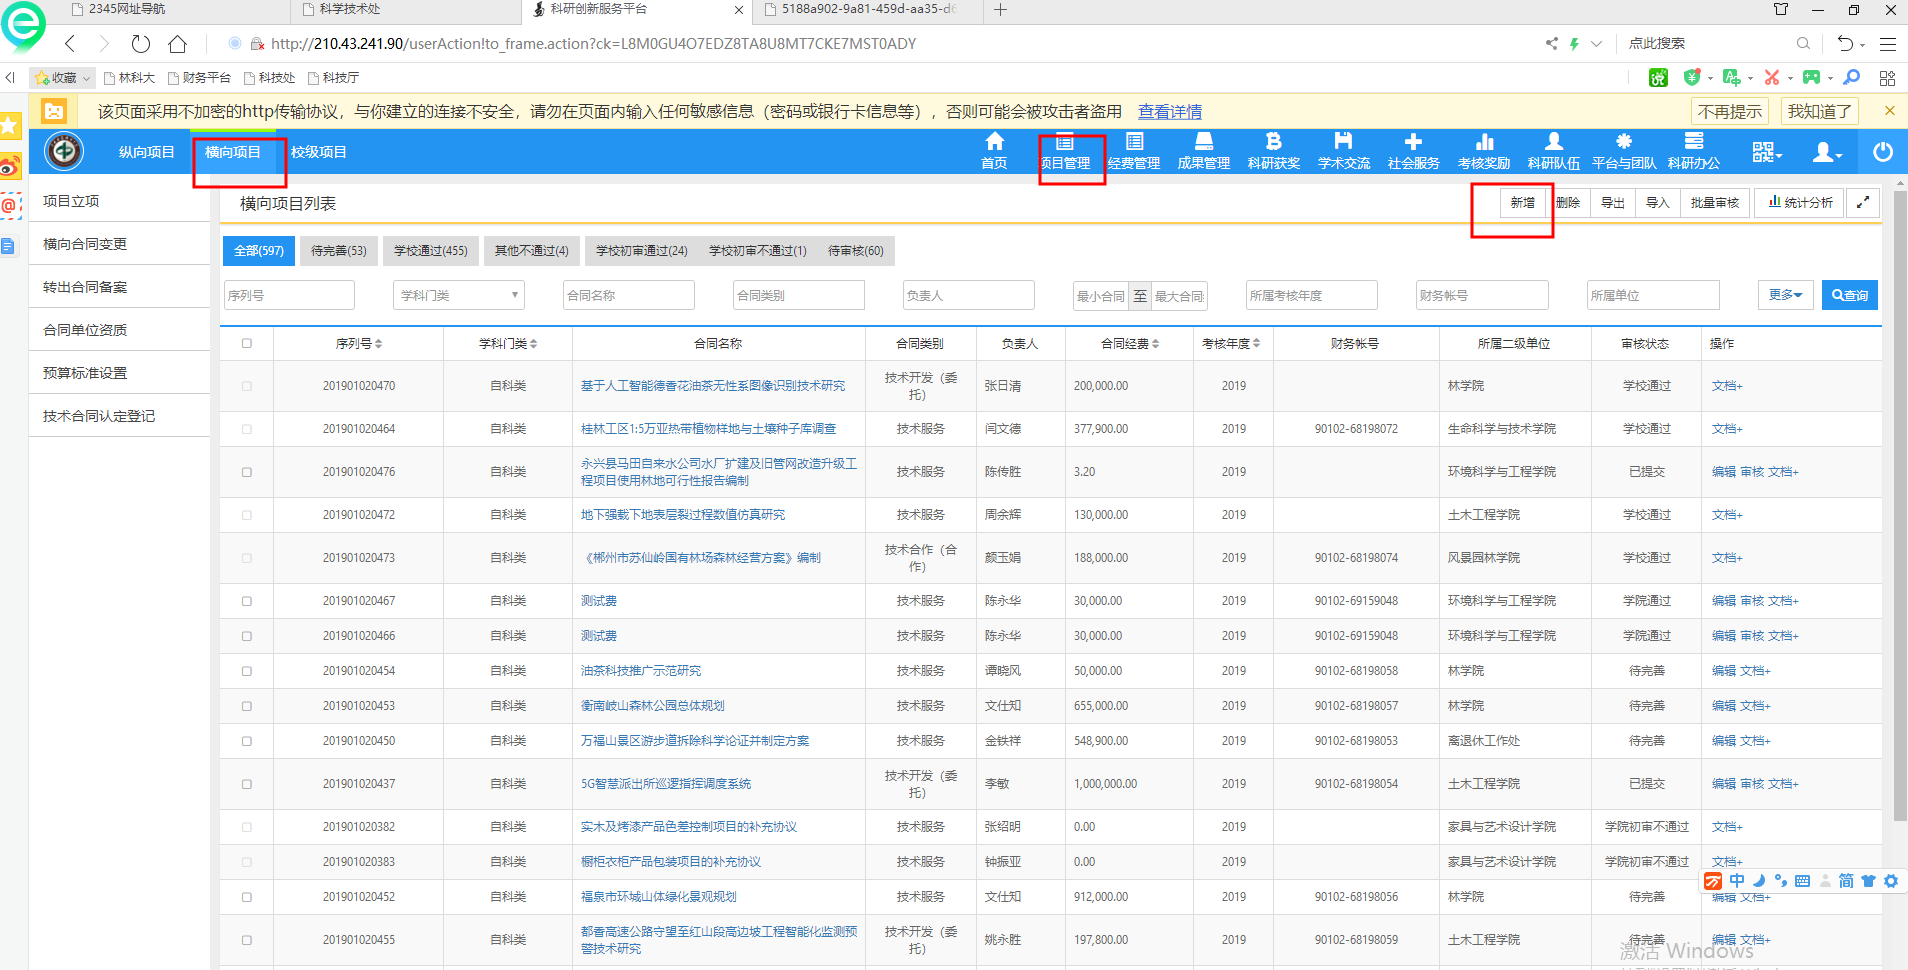 2345网址导航 科学技术处 科研创新服务平台 5188a902-9a81-459d-aa35-d6
http://210.43.241.90/userAction!to_frame.action?ck=L8M0GU4O7EDZ8TA8U8MT7CKE7MST0ADY 点此搜索
收藏 林科大 财务平台 科技处 科技厅
该页面采用不加密的http传输协议，与你建立的连接不安全，请勿在页面内输入任何敏感信息（密码或银行卡信息等），否则可能会被攻击者盗用 查看详情 不再提示 我知道了
纵向项目 横向项目 校级项目 首页 项目管理 经费管理 成果管理 科研获奖 学术交流 社会服务 考核奖励 科研队伍 平台与团队 科研办公
项目立项
横向合同变更
转出合同备案
合同单位资质
预算标准设置
技术合同认定登记
横向项目列表 新增 删除 导出 导入 批量审核 统计分析
全部(597) 待完善(53) 学校通过(455) 其他不通过(4) 学校初审通过(24) 学校初审不通过(1) 待审核(60)
序列号 学科门类 合同名称 合同类别 负责人 最小合同 至 最大合同 所属考核年度 财务帐号 所属单位 更多 查询
序列号 学科门类 合同名称 合同类别 负责人 合同经费 考核年度 财务帐号 所属二级单位 审核状态 操作
201901020470 自科类 基于人工智能德香花油茶无性系图像识别技术研究 技术开发（委托） 张日清 200,000.00 2019 林学院 学校通过 文档+
201901020464 自科类 桂林工区1:5万亚热带植物样地与土壤种子库调查 技术服务 闫文德 377,900.00 2019 90102-68198072 生命科学与技术学院 学校通过 文档+
201901020476 自科类 永兴县马田自来水公司水厂扩建及旧管网改造升级工程项目使用林地可行性报告编制 技术服务 陈传胜 3.20 2019 环境科学与工程学院 已提交 编辑 审核 文档+
201901020472 自科类 地下强载下地表层裂过程数值仿真研究 技术服务 周余辉 130,000.00 2019 土木工程学院 学校通过 文档+
201901020473 自科类 《郴州市苏仙岭国有林场森林经营方案》编制 技术合作（合作） 颜玉娟 188,000.00 2019 90102-68198074 风景园林学院 学校通过 文档+
201901020467 自科类 测试费 技术服务 陈永华 30,000.00 2019 90102-69159048 环境科学与工程学院 学院通过 编辑 审核 文档+
201901020466 自科类 测试费 技术服务 陈永华 30,000.00 2019 90102-69159048 环境科学与工程学院 学院通过 编辑 审核 文档+
201901020454 自科类 油茶科技推广示范研究 技术服务 谭晓风 50,000.00 2019 90102-68198058 林学院 待完善 编辑 文档+
201901020453 自科类 衡南岐山森林公园总体规划 技术服务 文仕知 655,000.00 2019 90102-68198057 林学院 待完善 编辑 文档+
201901020450 自科类 万福山景区游步道拆除科学论证并制定方案 技术服务 金铁祥 548,900.00 2019 90102-68198053 离退休工作处 待完善 编辑 文档+
201901020437 自科类 5G智慧派出所巡逻指挥调度系统 技术开发（委托） 李敏 1,000,000.00 2019 90102-68198054 土木工程学院 已提交 编辑 审核 文档+
201901020382 自科类 实木及烤漆产品色差控制项目的补充协议 技术服务 张绍明 0.00 2019 家具与艺术设计学院 学院初审不通过 文档+
201901020383 自科类 橱柜衣柜产品包装项目的补充协议 技术服务 钟振亚 0.00 2019 家具与艺术设计学院 学院初审不通过 文档+
中 简
201901020452 自科类 福泉市环城山体绿化景观规划 技术服务 文仕知 912,000.00 2019 90102-68198056 林学院 待完善 编辑 文档+
201901020455 自科类 都香高速公路守望至红山段高边坡工程智能化监测预警技术研究 技术开发（委托） 姚永胜 197,800.00 2019 90102-68198059 土木工程学院 待完善 编辑 文档+
激活 Windows